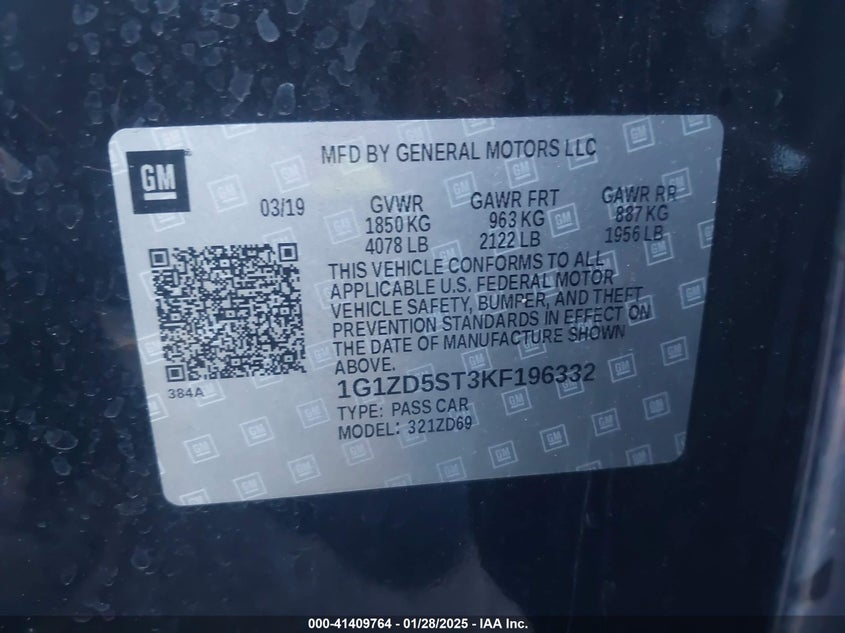 GM
MFD BY GENERAL MOTORS LLC
03/19
GVWR
1850 KG
4078 LB
GAWR FRT
963 KG
2122 LB
GAWR RR
887 KG
1956 LB
THIS VEHICLE CONFORMS TO ALL
APPLICABLE U.S. FEDERAL MOTOR
VEHICLE SAFETY, BUMPER, AND THEFT
PREVENTION STANDARDS IN EFFECT ON
THE DATE OF MANUFACTURE SHOWN
ABOVE.
384A
1G1ZD5ST3KF196332
TYPE: PASS CAR
MODEL: 321ZD69
000-41409764 - 01/28/2025 - IAA Inc.